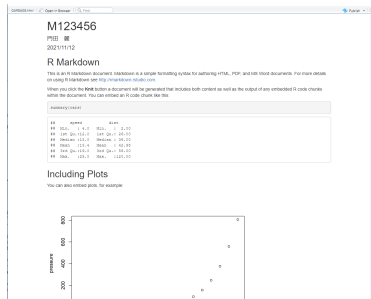 Open in Browser
Find
Publish
M123456
門田 麗
2021/11/12
R Markdown
This is an R Markdown document. Markdown is a simple formatting syntax for authoring HTML, PDF, and MS Word documents. For more details
on using R Markdown see http://rmarkdown.rstudio.com.
When you click the Knit button a document will be generated that includes both content as well as the output of any embedded R code chunks
within the document. You can embed an R code chunk like this:
summary(cars)
## speed dist
## Min. : 4.0 Min. : 2.00
## 1st Qu.:12.0 1st Qu.: 26.00
## Median :15.0 Median : 36.00
## Mean :15.4 Mean : 42.98
## 3rd Qu.:19.0 3rd Qu.: 56.00
## Max. :25.0 Max. :120.00
Including Plots
You can also embed plots, for example:
800
600
400
200
pressure